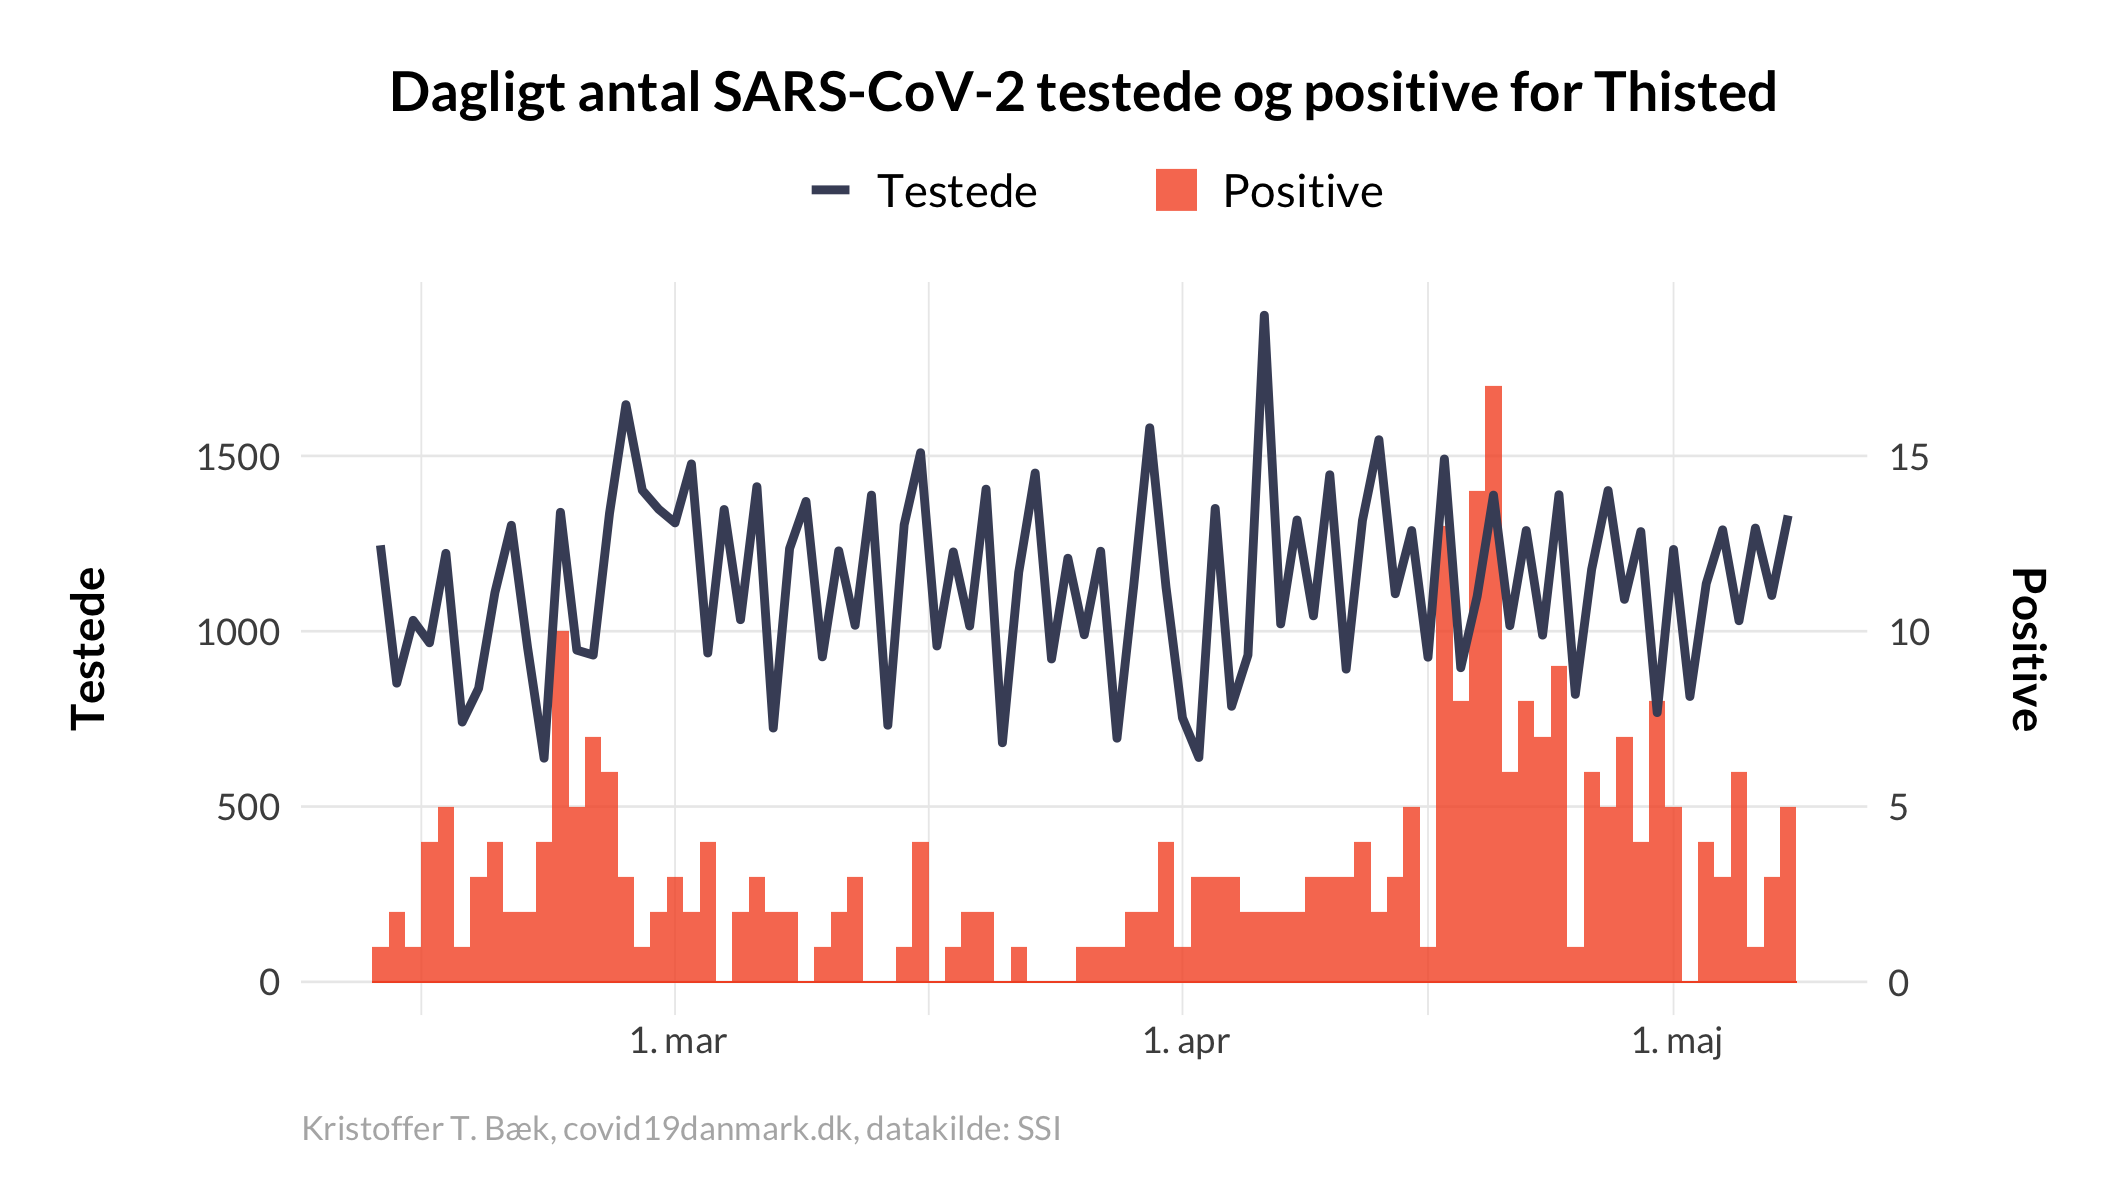 Dagligt antal SARS-CoV-2 testede og positive for Thisted
Testede
Positive
Testede
1500
1000
500
0
15
10
5
0
Positive
1. mar
1. apr
1. maj
Kristoffer T. Bæk, covid19danmark.dk, datakilde: SSI